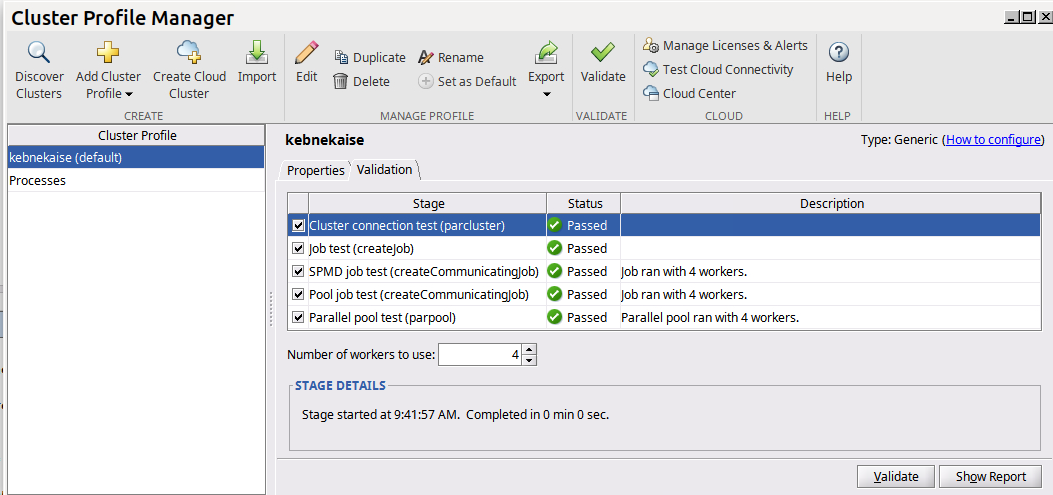 Cluster Profile Manager
Discover Clusters
Add Cluster Profile
Create Cloud Cluster
Import
CREATE
Edit
Duplicate
Delete
Rename
Set as Default
Export
MANAGE PROFILE
Validate
VALIDATE
Manage Licenses & Alerts
Test Cloud Connectivity
Cloud Center
CLOUD
Help
HELP
Cluster Profile
kebnekaise (default)
Processes
kebnekaise
Type: Generic (How to configure)
Properties Validation
Stage Status Description
Cluster connection test (parcluster) Passed
Job test (createJob) Passed
SPMD job test (createCommunicatingJob) Passed Job ran with 4 workers.
Pool job test (createCommunicatingJob) Passed Job ran with 4 workers.
Parallel pool test (parpool) Passed Parallel pool ran with 4 workers.
Number of workers to use: 4
STAGE DETAILS
Stage started at 9:41:57 AM. Completed in 0 min 0 sec.
Validate Show Report